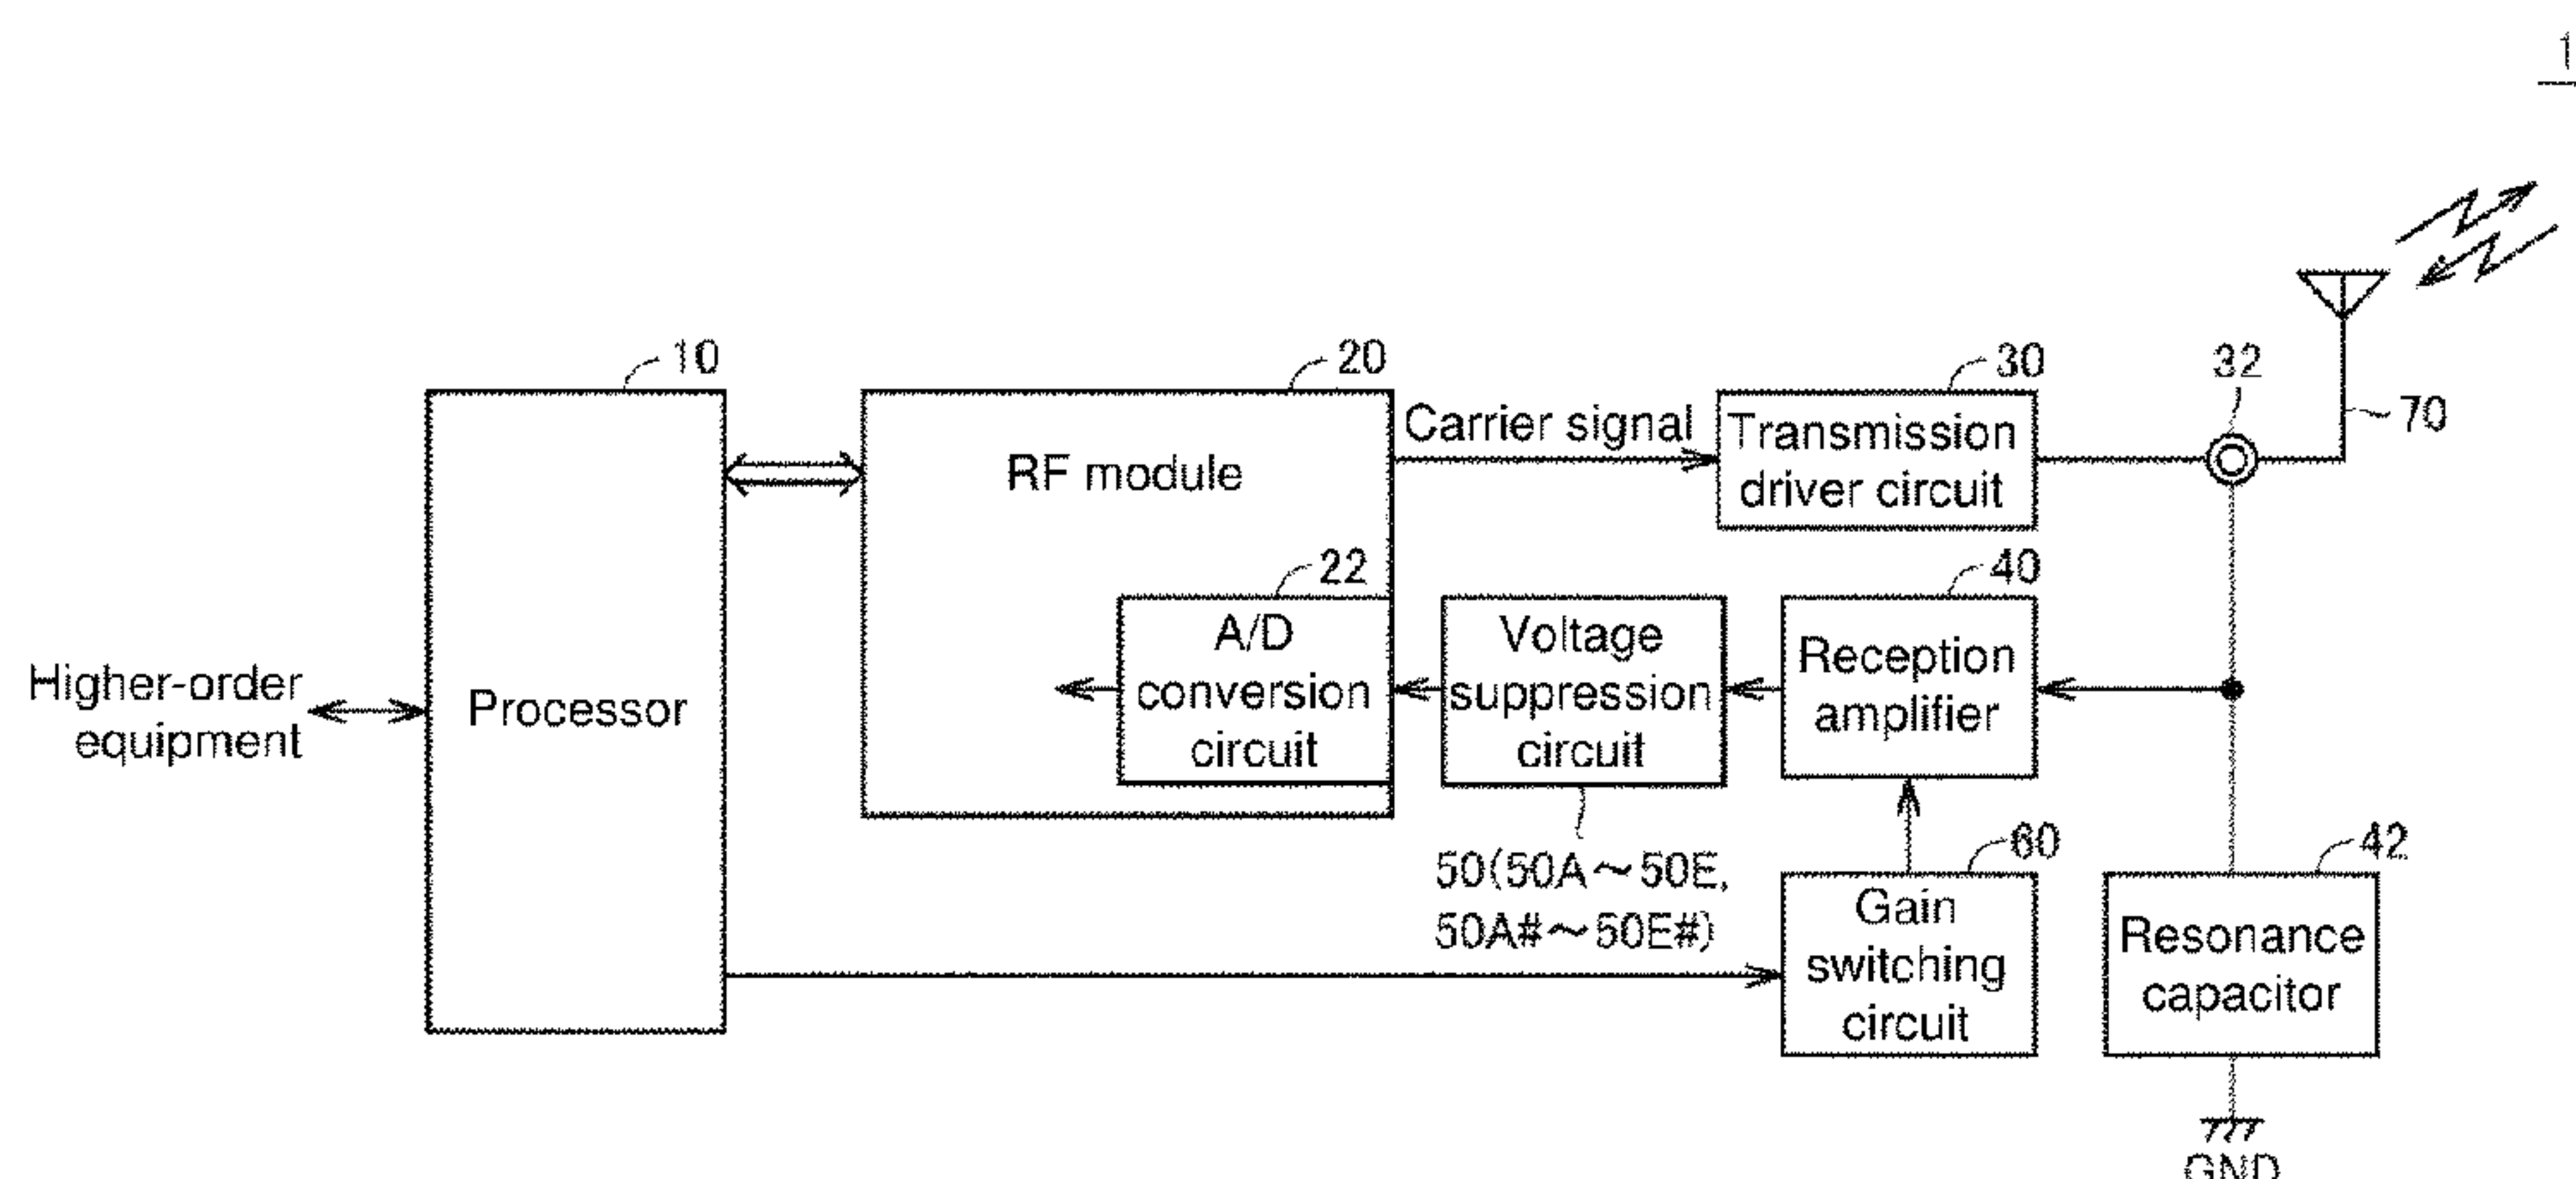 1
10
20
30
32
70
Carrier signal
Transmission
driver circuit
RF module
22
40
A/D
conversion
circuit
Voltage
suppression
circuit
Reception
amplifier
Higher-order
equipment
Processor
50(50A～50E,
50A#～50E#)
60
42
Gain
switching
circuit
Resonance
capacitor
GND